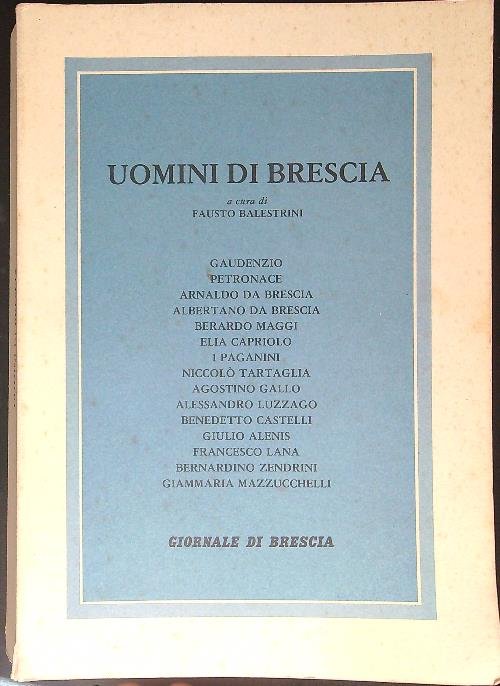 UOMINI DI BRESCIA
a cura di
FAUSTO BALESTRINI
GAUDENZIO
PETRONACE
ARNALDO DA BRESCIA
ALBERTANO DA BRESCIA
BERARDO MAGGI
ELIA CAPRIOLO
I PAGANINI
NICCOLÒ TARTAGLIA
AGOSTINO GALLO
ALESSANDRO LUZZAGO
BENEDETTO CASTELLI
GIULIO ALENIS
FRANCESCO LANA
BERNARDINO ZENDRINI
GIAMMARIA MAZZUCCHELLI
GIORNALE DI BRESCIA